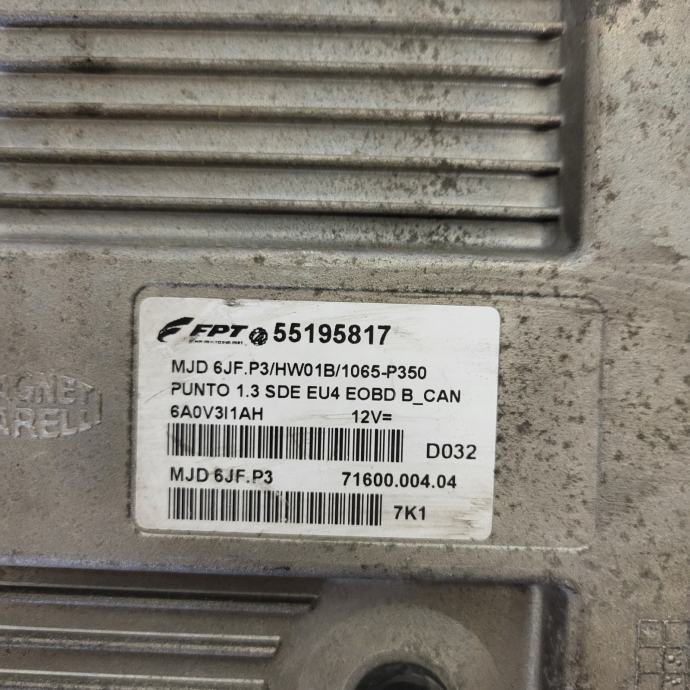 FPT 55195817
MJD 6JF.P3/HW01B/1065-P350
PUNTO 1.3 SDE EU4 EOBD B_CAN
6A0V3I1AH 12V=
D032
MJD 6JF.P3 71600.004.04
7K1